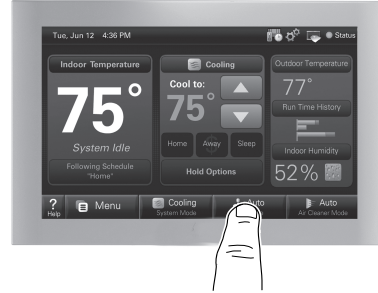 Tue, Jun 12 4:36 PM
Status
Indoor Temperature
75°
System Idle
Following Schedule
"Home"
Cooling
Cool to:
75°
Home
Away
Sleep
Hold Options
Outdoor Temperature
77°
Run Time History
Indoor Humidity
52%
?
Help
Menu
Cooling
System Mode
Auto
Auto
Air Cleaner Mode